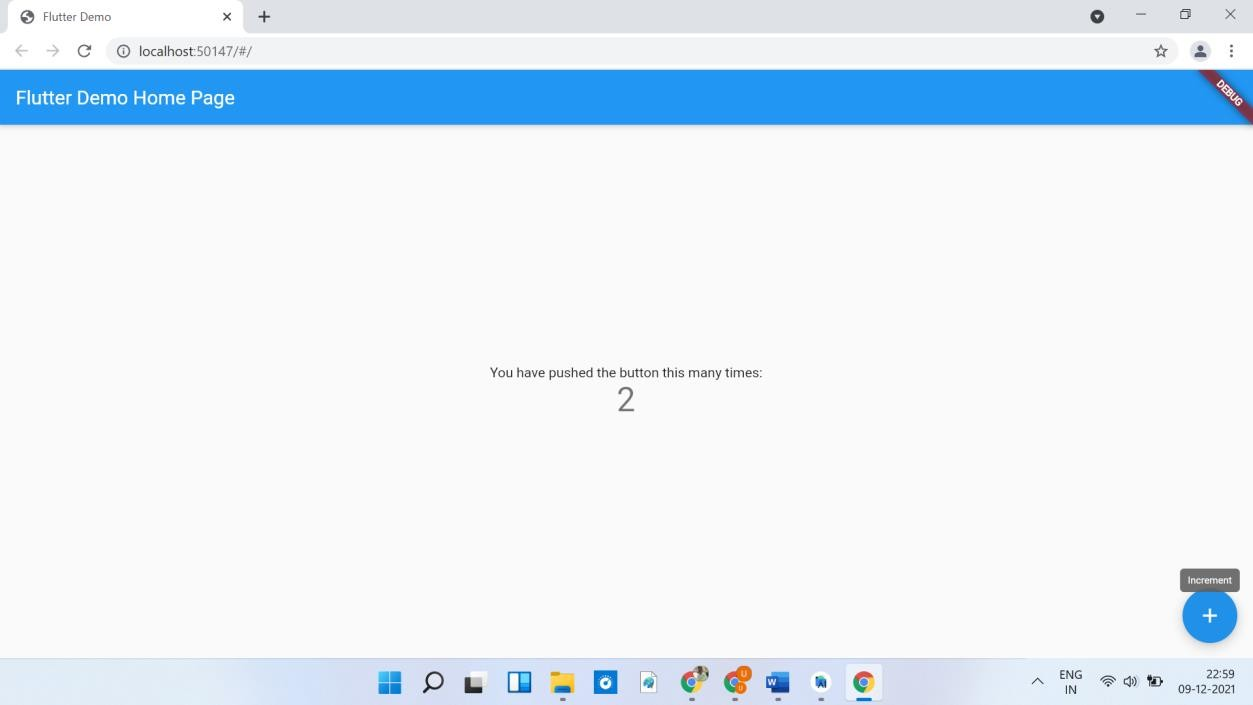 Flutter Demo
localhost:50147/#/
Flutter Demo Home Page
DEBUG
You have pushed the button this many times:
2
Increment
ENG
IN
22:59
09-12-2021